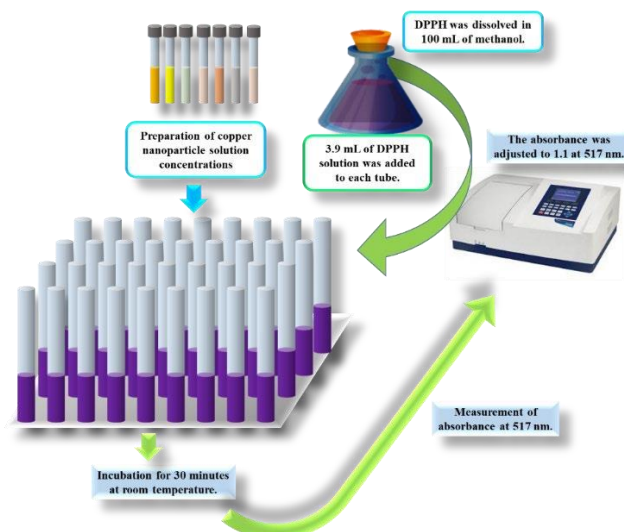 DPPH was dissolved in
100 mL of methanol.
Preparation of copper
nanoparticle solution
concentrations
3.9 mL of DPPH
solution was added
to each tube.
The absorbance was
adjusted to 1.1 at 517 nm.
Measurement of
absorbance at 517 nm.
Incubation for 30 minutes
at room temperature.